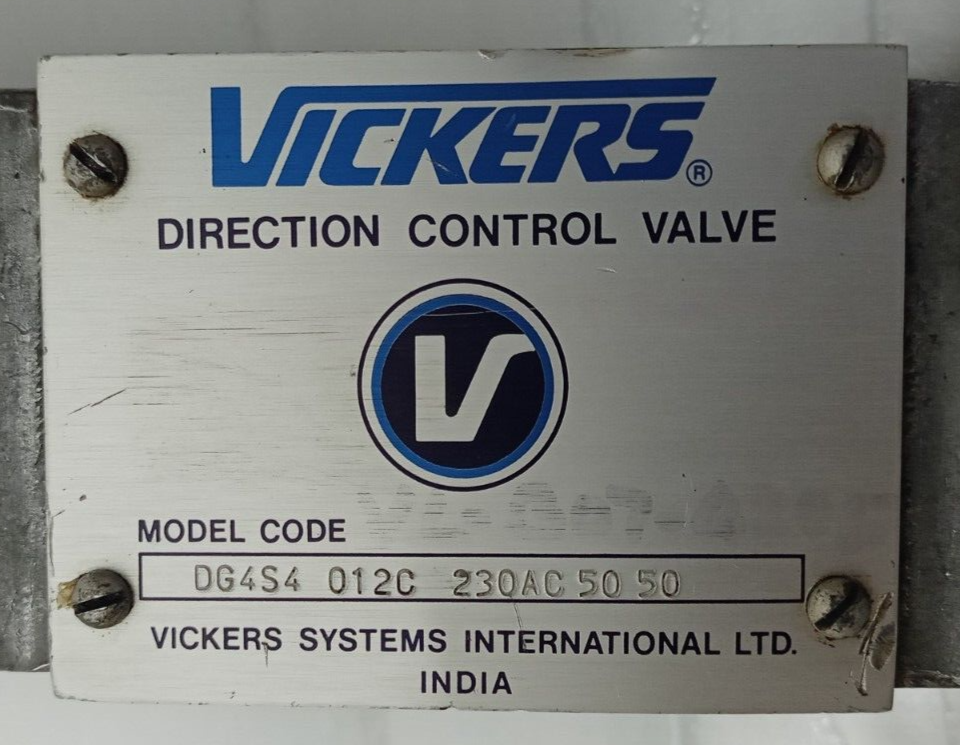 VICKERS®
DIRECTION CONTROL VALVE
V
MODEL CODE
DG4S4 012C 230AC 50 50
VICKERS SYSTEMS INTERNATIONAL LTD.
INDIA